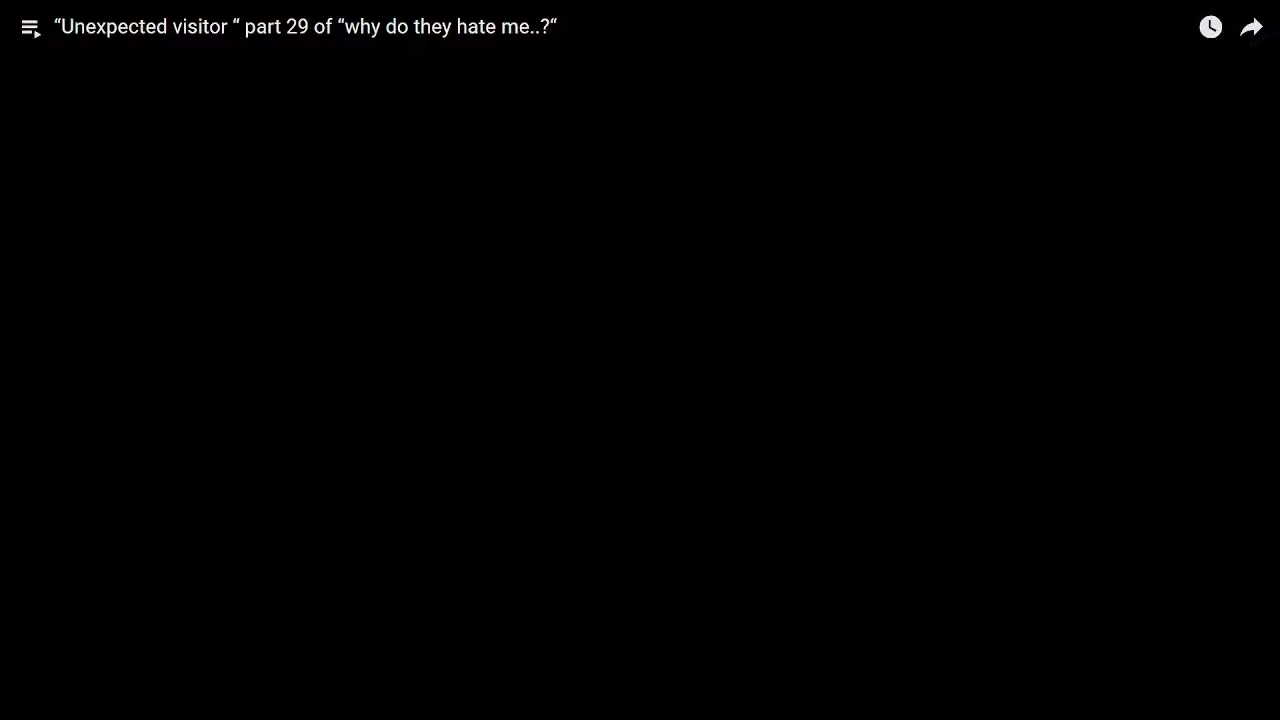 “Unexpected visitor “ part 29 of “why do they hate me..?“